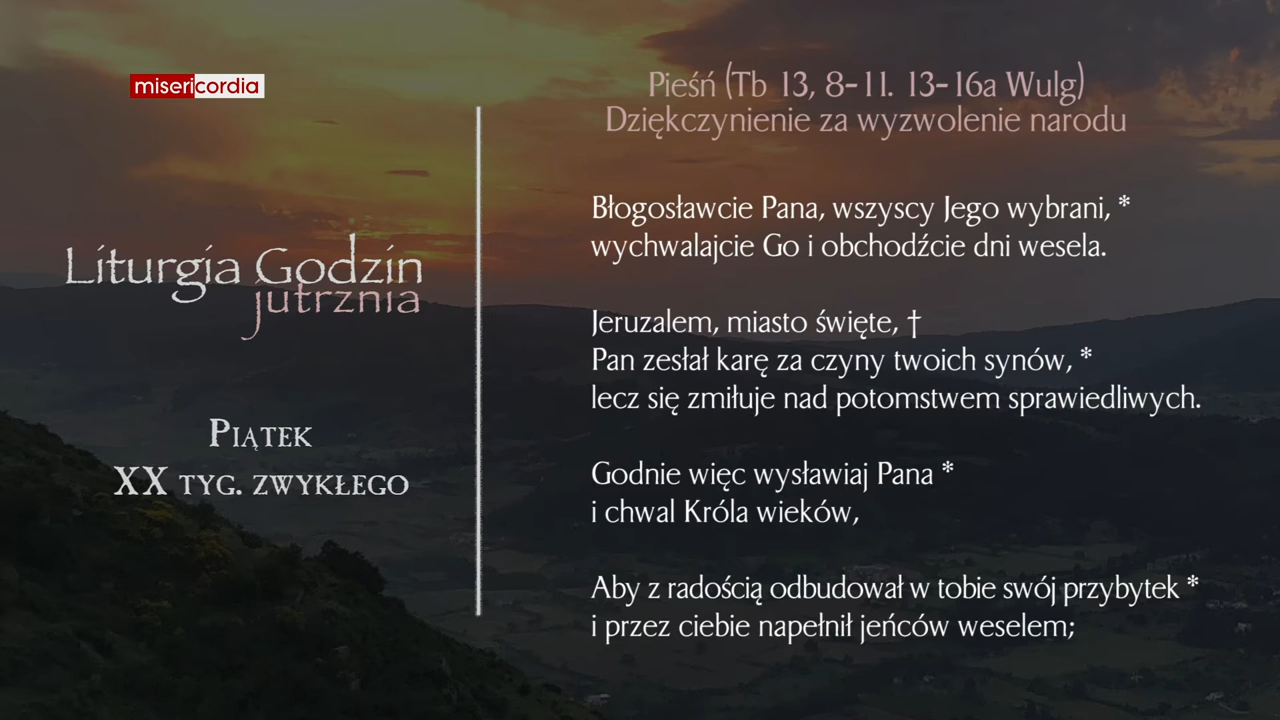 misericordia
Liturgia Godzin
jutrznia
Piątek
XX tyg. zwykłego
Pieśń (Tb 13, 8-11. 13-16a Wulg)
Dziękczynienie za wyzwolenie narodu
Błogosławcie Pana, wszyscy Jego wybrani, *
wychwalajcie Go i obchodźcie dni wesela.
Jeruzalem, miasto święte, †
Pan zesłał karę za czyny twoich synów, *
lecz się zmiłuje nad potomstwem sprawiedliwych.
Godnie więc wysławiaj Pana *
i chwal Króla wieków,
Aby z radością odbudował w tobie swój przybytek *
i przez ciebie napełnił jeńców weselem;